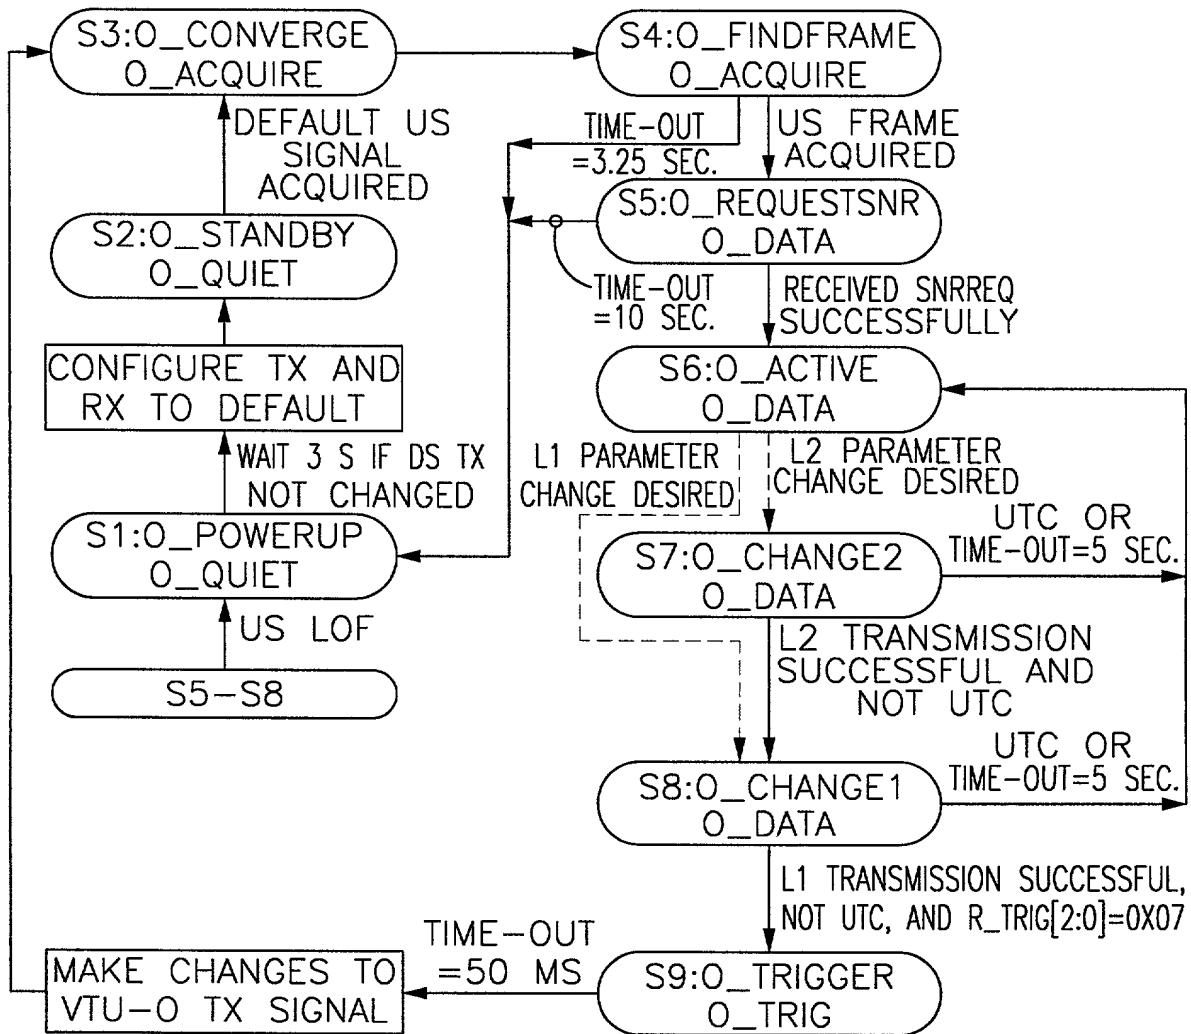 S3:O_CONVERGE
O_ACQUIRE
S4:O_FINDFRAME
O_ACQUIRE
DEFAULT US
SIGNAL
ACQUIRED
TIME-OUT
=3.25 SEC.
US FRAME
ACQUIRED
S2:O_STANDBY
O_QUIET
S5:O_REQUESTSNR
O_DATA
TIME-OUT
=10 SEC.
RECEIVED SNRREQ
SUCCESSFULLY
CONFIGURE TX AND
RX TO DEFAULT
S6:O_ACTIVE
O_DATA
WAIT 3 S IF DS TX
NOT CHANGED
L1 PARAMETER
CHANGE DESIRED
L2 PARAMETER
CHANGE DESIRED
S1:O_POWERUP
O_QUIET
UTC OR
TIME-OUT=5 SEC.
S7:O_CHANGE2
O_DATA
US LOF
S5-S8
L2 TRANSMISSION
SUCCESSFUL AND
NOT UTC
UTC OR
TIME-OUT=5 SEC.
S8:O_CHANGE1
O_DATA
L1 TRANSMISSION SUCCESSFUL,
NOT UTC, AND R_TRIG[2:0]=0X07
TIME-OUT
=50 MS
MAKE CHANGES TO
VTU-O TX SIGNAL
S9:O_TRIGGER
O_TRIG